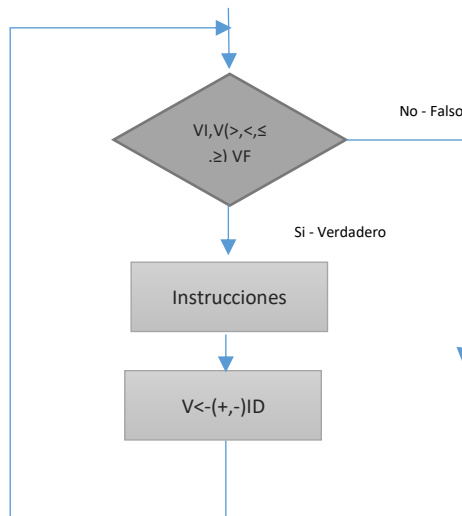 VI,V(>,<,≤
.≥) VF
No - Falso
Si - Verdadero
Instrucciones
V<-(+,-)ID